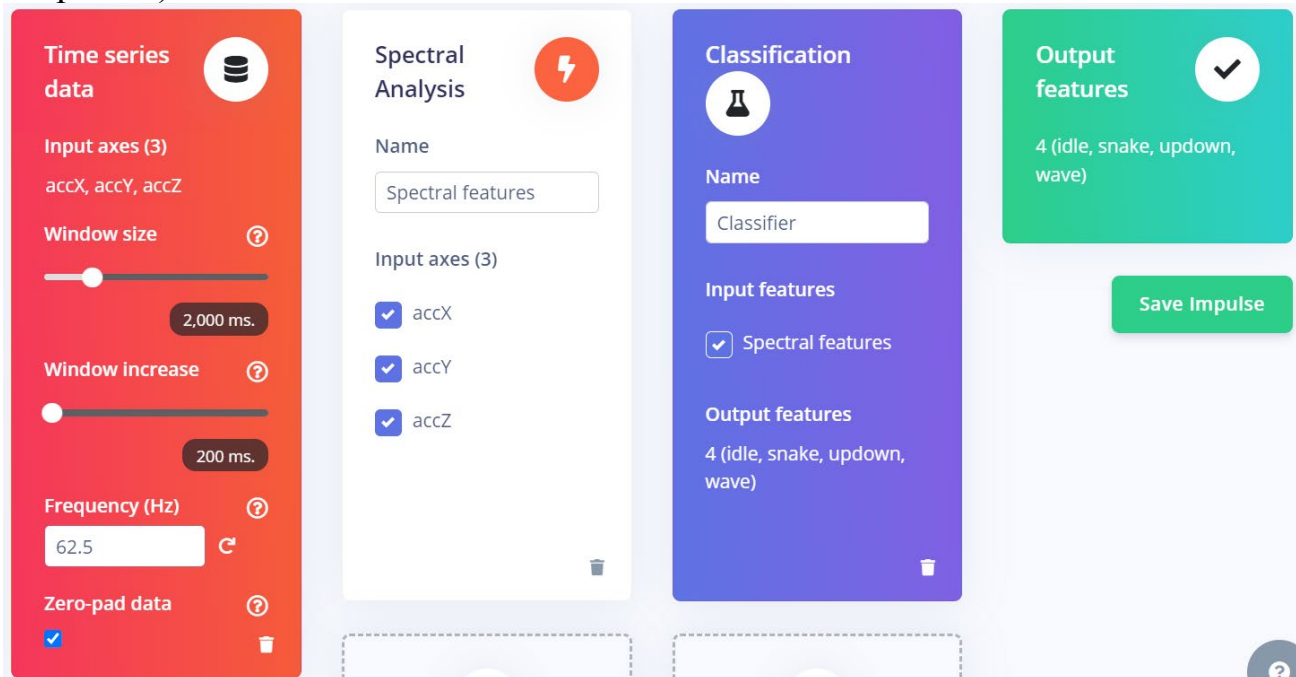 Time series
data
Input axes (3)
accX, accY, accZ
Window size
2,000 ms.
Window increase
200 ms.
Frequency (Hz)
62.5
Zero-pad data
Spectral
Analysis
Name
Spectral features
Input axes (3)
accX
accY
accZ
Classification
Name
Classifier
Input features
Spectral features
Output features
4 (idle, snake, updown,
wave)
Output
features
4 (idle, snake, updown,
wave)
Save Impulse